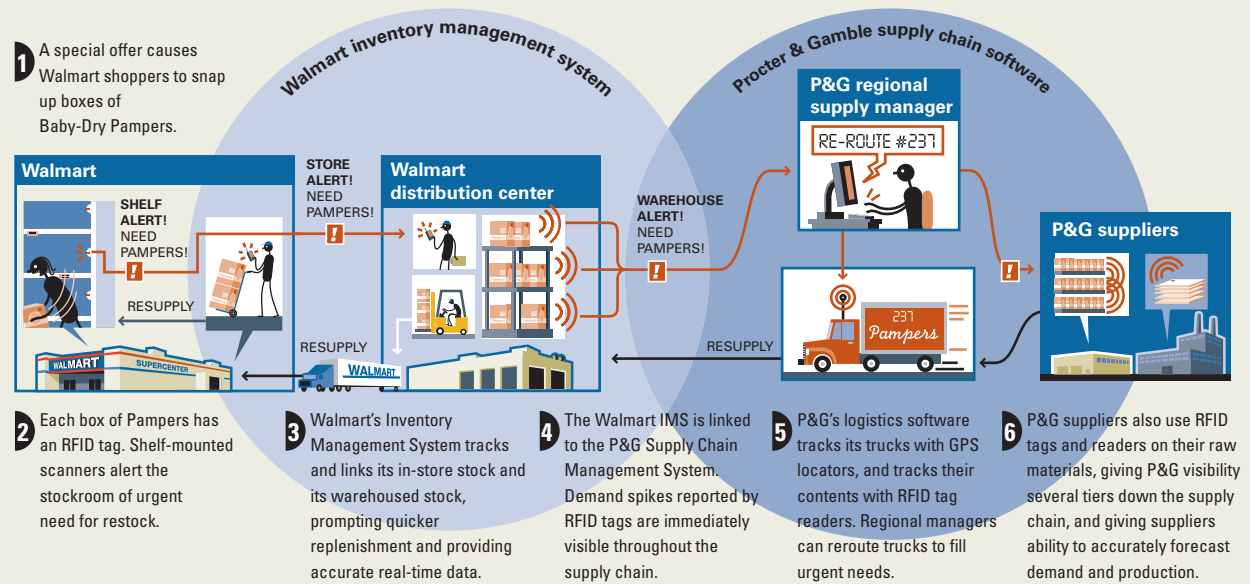 Walmart inventory management system
Procter & Gamble supply chain software
1
A special offer causes
Walmart shoppers to snap
up boxes of
Baby-Dry Pampers.
Walmart
SHELF
ALERT!
NEED
PAMPERS!
!
RESUPPLY
WALMART
SUPERCENTER
STORE
ALERT!
NEED
PAMPERS!
!
RESUPPLY
WALMART
Walmart
distribution center
WAREHOUSE
ALERT!
NEED
PAMPERS!
!
RESUPPLY
P&G regional
supply manager
RE-ROUTE #237
237
Pampers
!
P&G suppliers
2
Each box of Pampers has
an RFID tag. Shelf-mounted
scanners alert the
stockroom of urgent
need for restock.
3
Walmart’s Inventory
Management System tracks
and links its in-store stock and
its warehoused stock,
prompting quicker
replenishment and providing
accurate real-time data.
4
The Walmart IMS is linked
to the P&G Supply Chain
Management System.
Demand spikes reported by
RFID tags are immediately
visible throughout the
supply chain.
5
P&G’s logistics software
tracks its trucks with GPS
locators, and tracks their
contents with RFID tag
readers. Regional managers
can reroute trucks to fill
urgent needs.
6
P&G suppliers also use RFID
tags and readers on their raw
materials, giving P&G visibility
several tiers down the supply
chain, and giving suppliers
ability to accurately forecast
demand and production.